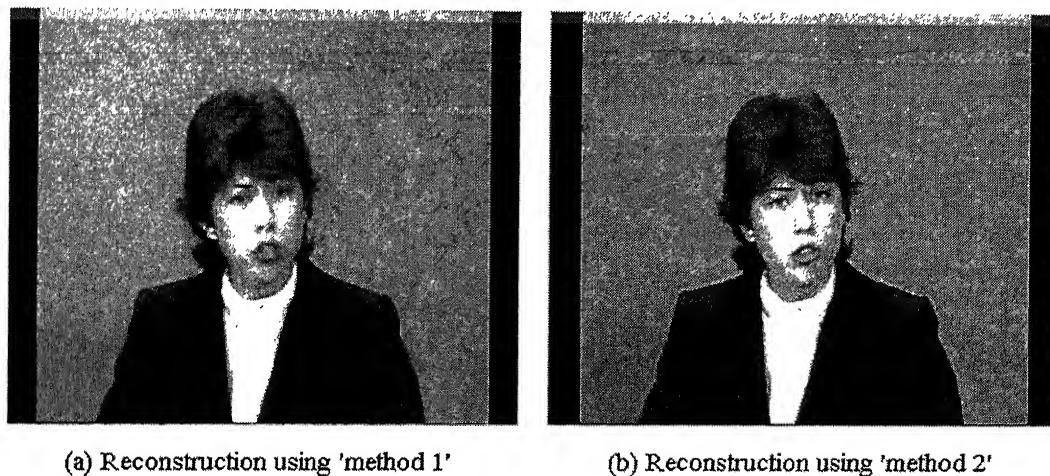 (a) Reconstruction using 'method 1'
(b) Reconstruction using 'method 2'